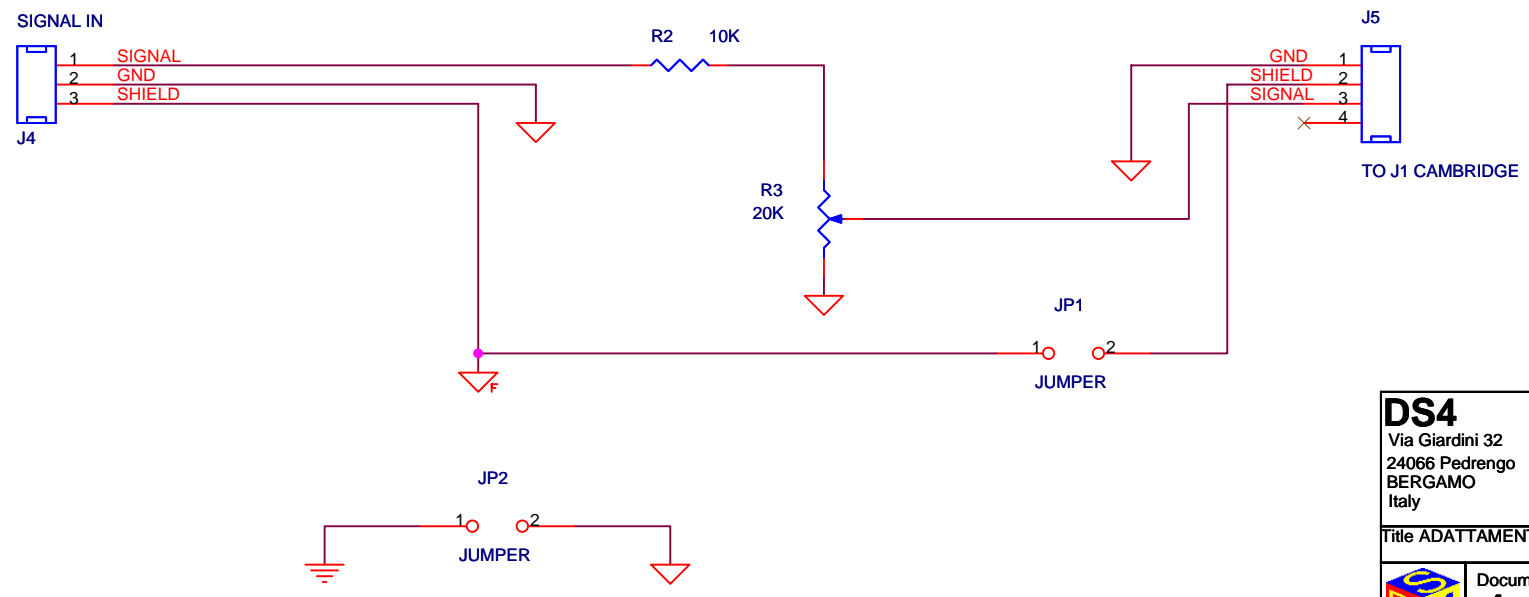 SIGNAL IN
J4
1 SIGNAL
2 GND
3 SHIELD
R2 10K
R3
20K
J5
GND 1
SHIELD 2
SIGNAL 3
4
TO J1 CAMBRIDGE
F
JP1
1 2
JUMPER
JP2
1 2
JUMPER
DS4
Via Giardini 32
24066 Pedrengo
BERGAMO
Italy
Title ADATTAMENT
Docum